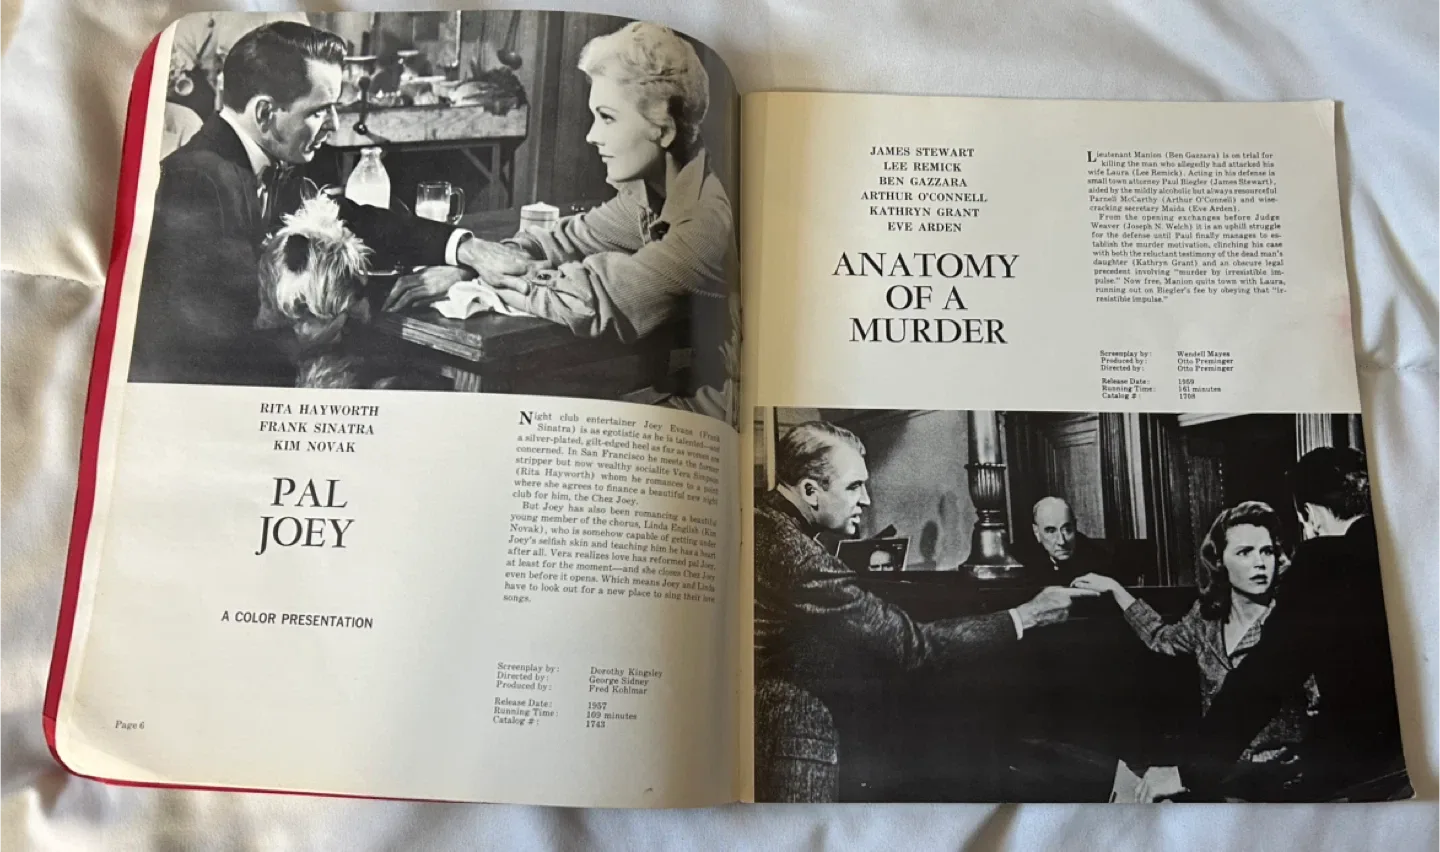 RITA HAYWORTH
FRANK SINATRA
KIM NOVAK
PAL
JOEY
A COLOR PRESENTATION
Night club entertainer Joey Evans (Frank
Sinatra) is as egotistic as he is talented—and
a silver-plated, gilt-edged heel as far as women are
concerned. In San Francisco he meets the former
stripper but now wealthy socialite Vera Simpson
(Rita Hayworth) whom he romances to a point
where she agrees to finance a beautiful new night
club for him, the Chez Joey.
But Joey has also been romancing a beautiful
young member of the chorus, Linda English (Kim
Novak), who is somehow capable of getting under
Joey's selfish skin and teaching him he has a heart
after all. Vera realizes love has reformed pal Joey,
at least for the moment—and she closes Chez Joey
even before it opens. Which means Joey and Linda
have to look out for a new place to sing their love
songs.
Screenplay by: Dorothy Kingsley
Directed by: George Sidney
Produced by: Fred Kohlmar
Release Date: 1957
Running Time: 109 minutes
Catalog #: 1743
Page 6
JAMES STEWART
LEE REMICK
BEN GAZZARA
ARTHUR O'CONNELL
KATHRYN GRANT
EVE ARDEN
ANATOMY
OF A
MURDER
Lieutenant Manion (Ben Gazzara) is on trial for
killing the man who allegedly had attacked his
wife Laura (Lee Remick). Acting in his defense is
small town attorney Paul Biegler (James Stewart),
aided by the mildly alcoholic but always resourceful
Parnell McCarthy (Arthur O'Connell) and wise-
cracking secretary Maida (Eve Arden).
From the opening exchanges before Judge
Weaver (Joseph N. Welch) it is an uphill struggle
for the defense until Paul finally manages to es-
tablish the murder motivation, clinching his case
with both the reluctant testimony of the dead man's
daughter (Kathryn Grant) and an obscure legal
precedent involving "murder by irresistible im-
pulse." Now free, Manion quits town with Laura,
running out on Biegler's fee by obeying that "ir-
resistible impulse."
Screenplay by: Wendell Mayes
Produced by: Otto Preminger
Directed by: Otto Preminger
Release Date: 1959
Running Time: 161 minutes
Catalog #: 1708